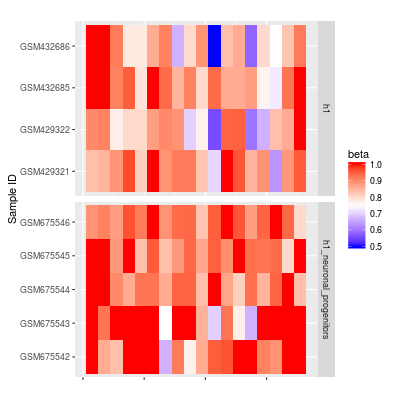 Sample ID
GSM432686
GSM432685
GSM429322
GSM429321
h1
GSM675546
GSM675545
GSM675544
GSM675543
GSM675542
h1_neuronal_progenitors
beta
1.0
0.9
0.8
0.7
0.6
0.5